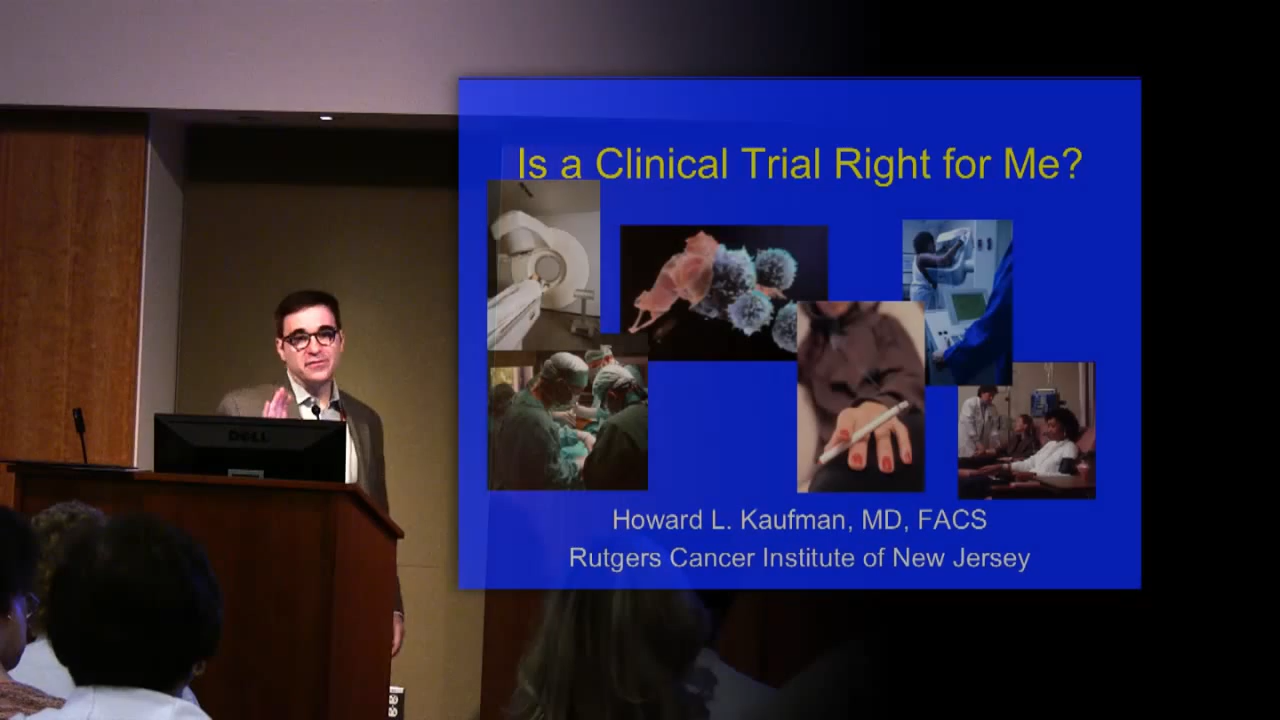 Is a Clinical Trial Right for Me?
DELL
Howard L. Kaufman, MD, FACS
Rutgers Cancer Institute of New Jersey